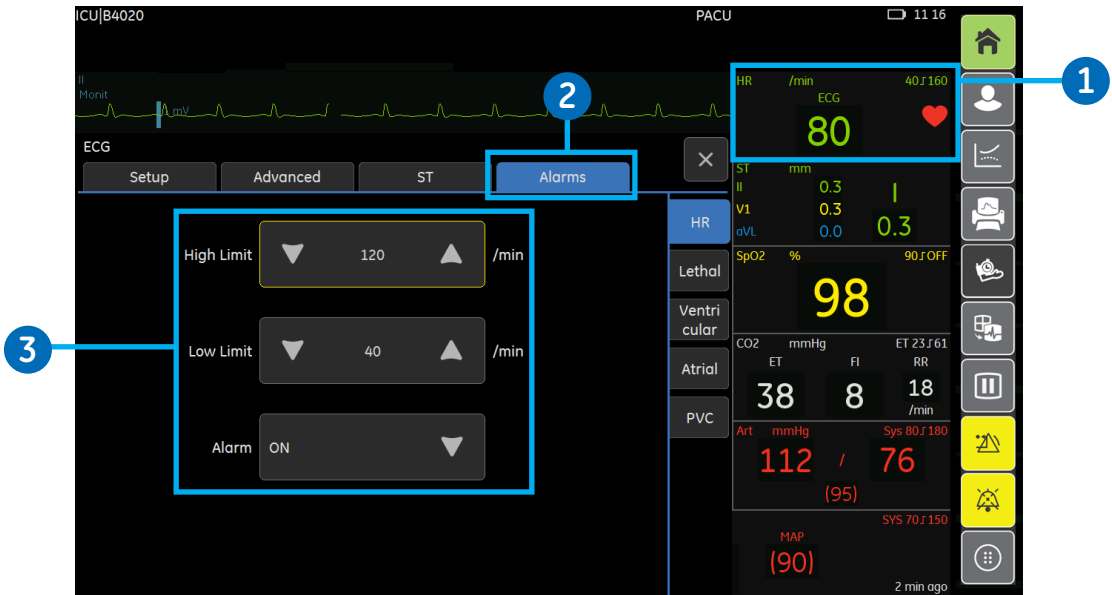 ICU|B4020
PACU
11 16
1
II
Monit
mV
2
HR /min 40 160
ECG
80
ECG
Setup
Advanced
ST
Alarms
ST mm
II 0.3
V1 0.3
aVL 0.0
0.3
3
High Limit 120 /min
Low Limit 40 /min
Alarm ON
HR
Lethal
Ventri
cular
Atrial
PVC
SpO2 % 90 OFF
98
CO2 mmHg ET 23 61
ET FI RR
38 8 18
/min
Art mmHg Sys 80 180
112 / 76
(95)
SYS 70 150
MAP
(90)
2 min ago